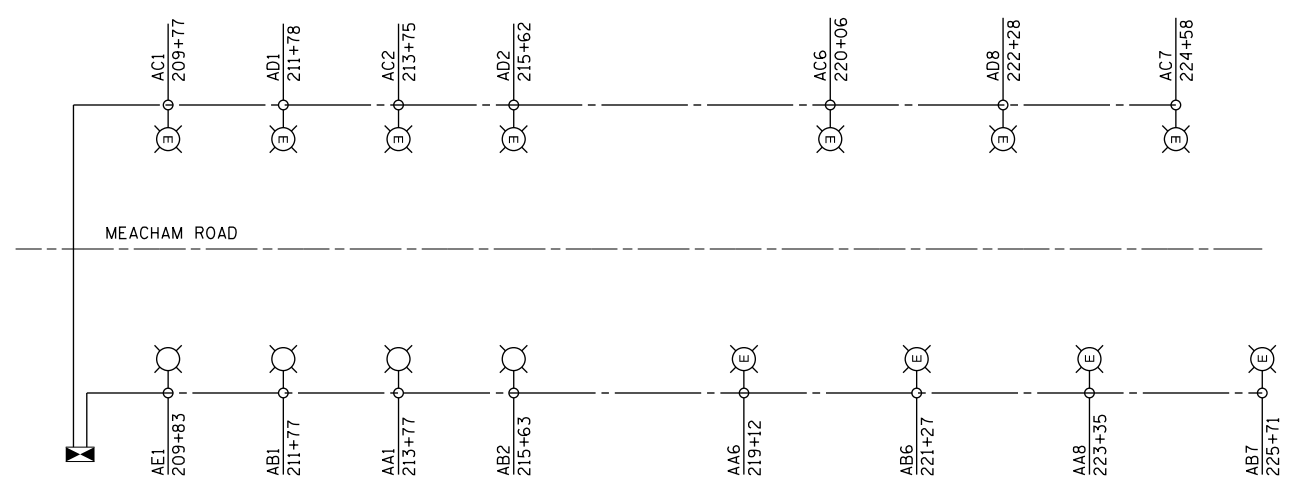 AC1
209+77
AD1
211+78
AC2
213+75
AD2
215+62
AC6
220+06
AD8
222+28
AC7
224+58
E
E
E
E
E
E
E
MEACHAM ROAD
E
E
E
E
AE1
209+83
AB1
211+77
AA1
213+77
AB2
215+63
AA6
219+12
AB6
221+27
AA8
223+35
AB7
225+71